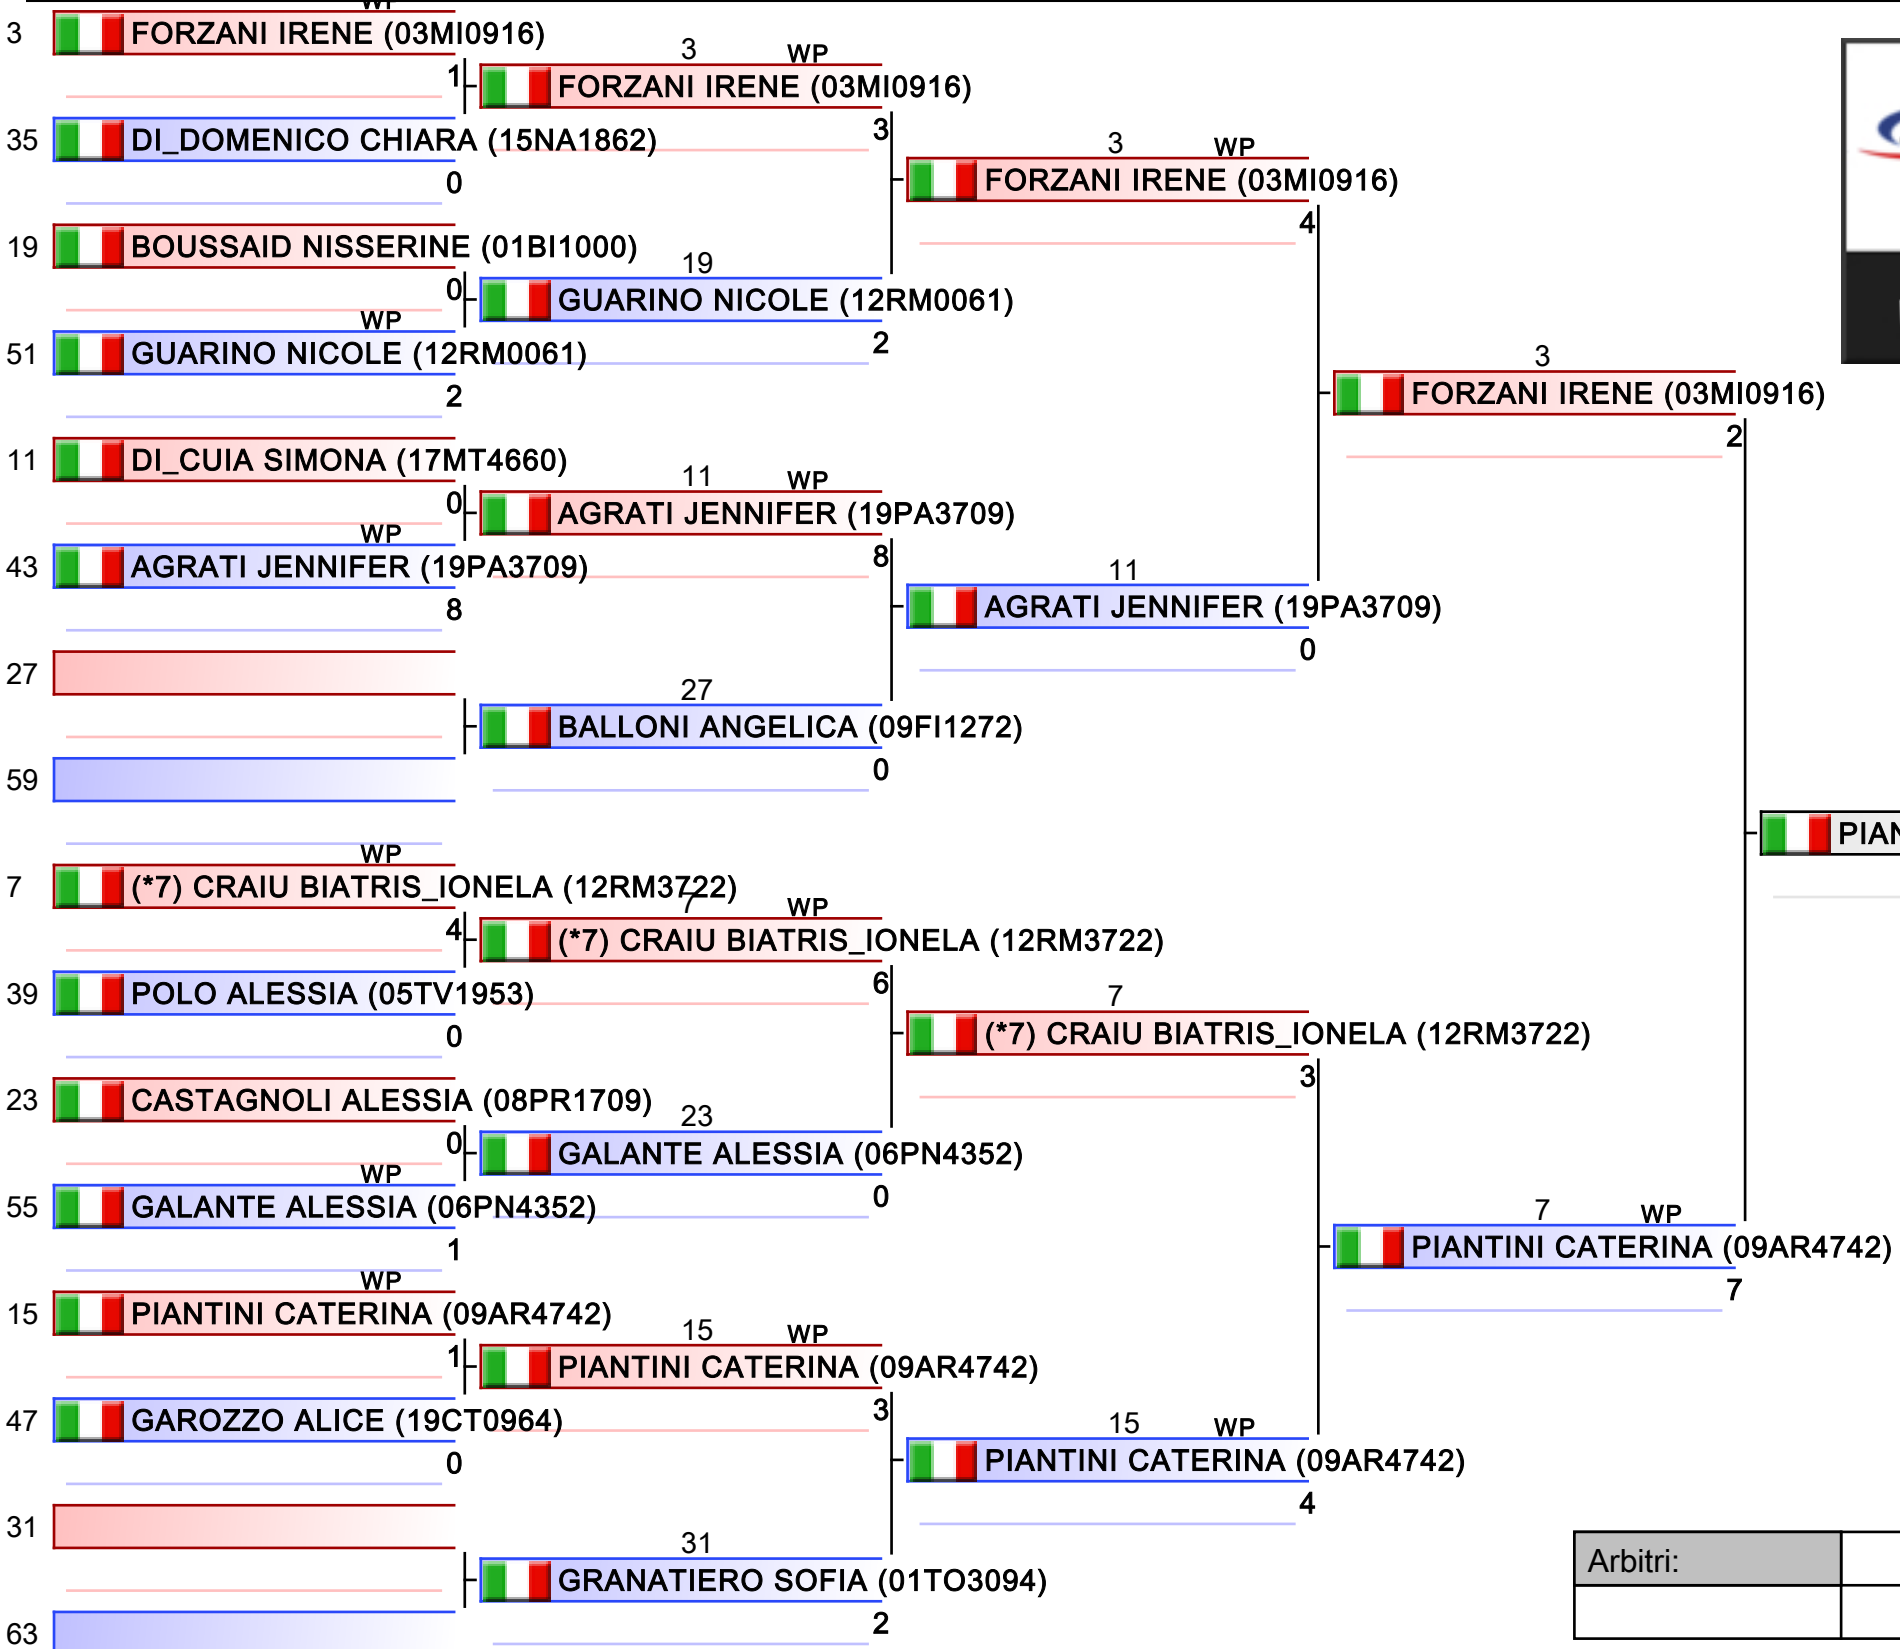 WP
3 FORZANI IRENE (03MI0916)
1
35 DI_DOMENICO CHIARA (15NA1862)
0
19 BOUSSAID NISSERINE (01BI1000)
0
WP
51 GUARINO NICOLE (12RM0061)
2
11 DI_CUIA SIMONA (17MT4660)
0
WP
43 AGRATI JENNIFER (19PA3709)
8
27
59
WP
7 (*7) CRAIU BIATRIS_IONELA (12RM3722)
4
39 POLO ALESSIA (05TV1953)
0
23 CASTAGNOLI ALESSIA (08PR1709)
0
WP
55 GALANTE ALESSIA (06PN4352)
1
WP
15 PIANTINI CATERINA (09AR4742)
1
47 GAROZZO ALICE (19CT0964)
0
31
63
3 WP
FORZANI IRENE (03MI0916)
3
19
GUARINO NICOLE (12RM0061)
2
11 WP
AGRATI JENNIFER (19PA3709)
8
27
BALLONI ANGELICA (09FI1272)
0
7 WP
(*7) CRAIU BIATRIS_IONELA (12RM3722)
6
23
GALANTE ALESSIA (06PN4352)
0
15 WP
PIANTINI CATERINA (09AR4742)
3
31
GRANATIERO SOFIA (01TO3094)
2
3 WP
FORZANI IRENE (03MI0916)
4
11
AGRATI JENNIFER (19PA3709)
0
7
(*7) CRAIU BIATRIS_IONELA (12RM3722)
3
15 WP
PIANTINI CATERINA (09AR4742)
4
3
FORZANI IRENE (03MI0916)
2
7 WP
PIANTINI CATERINA (09AR4742)
7
PIAN
Arbitri: